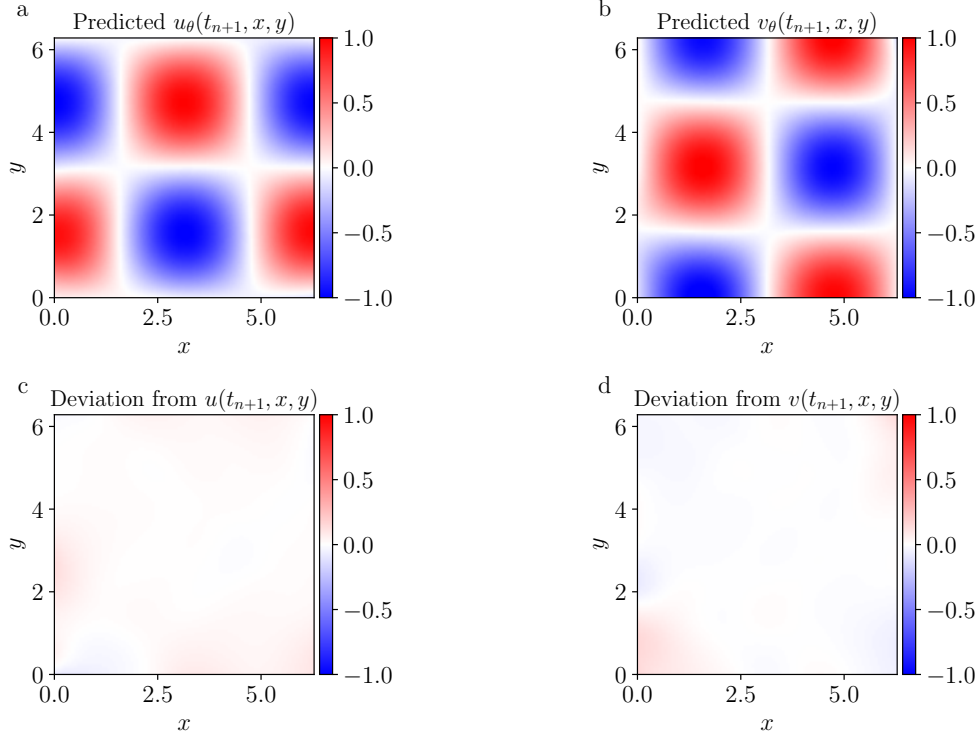 a
Predicted $u_\theta(t_{n+1}, x, y)$
6
4
2
0
y
0.0 2.5 5.0
x
1.0
0.5
0.0
−0.5
−1.0
b
Predicted $v_\theta(t_{n+1}, x, y)$
6
4
2
0
y
0.0 2.5 5.0
x
1.0
0.5
0.0
−0.5
−1.0
c
Deviation from $u(t_{n+1}, x, y)$
6
4
2
0
y
0.0 2.5 5.0
x
1.0
0.5
0.0
−0.5
−1.0
d
Deviation from $v(t_{n+1}, x, y)$
6
4
2
0
y
0.0 2.5 5.0
x
1.0
0.5
0.0
−0.5
−1.0